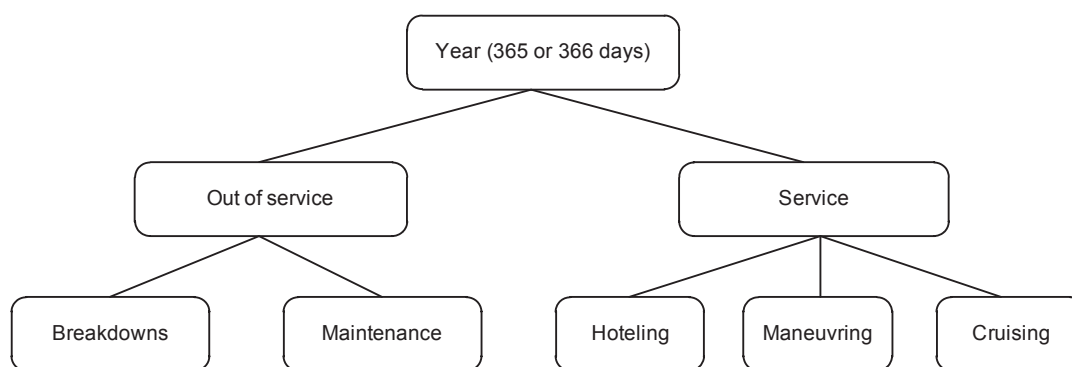 Year (365 or 366 days)
Out of service
Service
Breakdowns
Maintenance
Hoteling
Maneuvring
Cruising